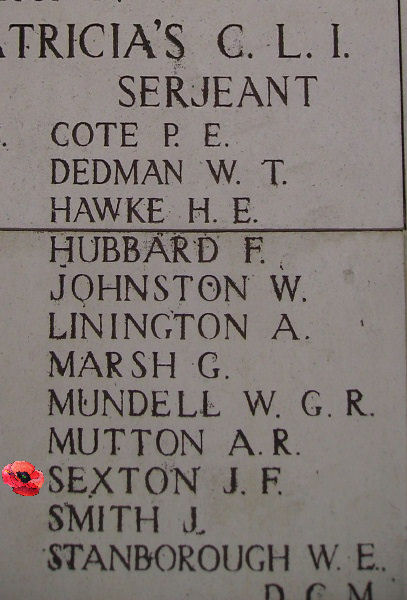 ATRICIA'S C. L. I.
SERJEANT
COTE P. E.
DEDMAN W. T.
HAWKE H. E.
HUBBARD F.
JOHNSTON W.
LININGTON A.
MARSH G.
MUNDELL W. G. R.
MUTTON A. R.
SEXTON J. F.
SMITH J.
STANBOROUGH W. E.,
D. C. M.